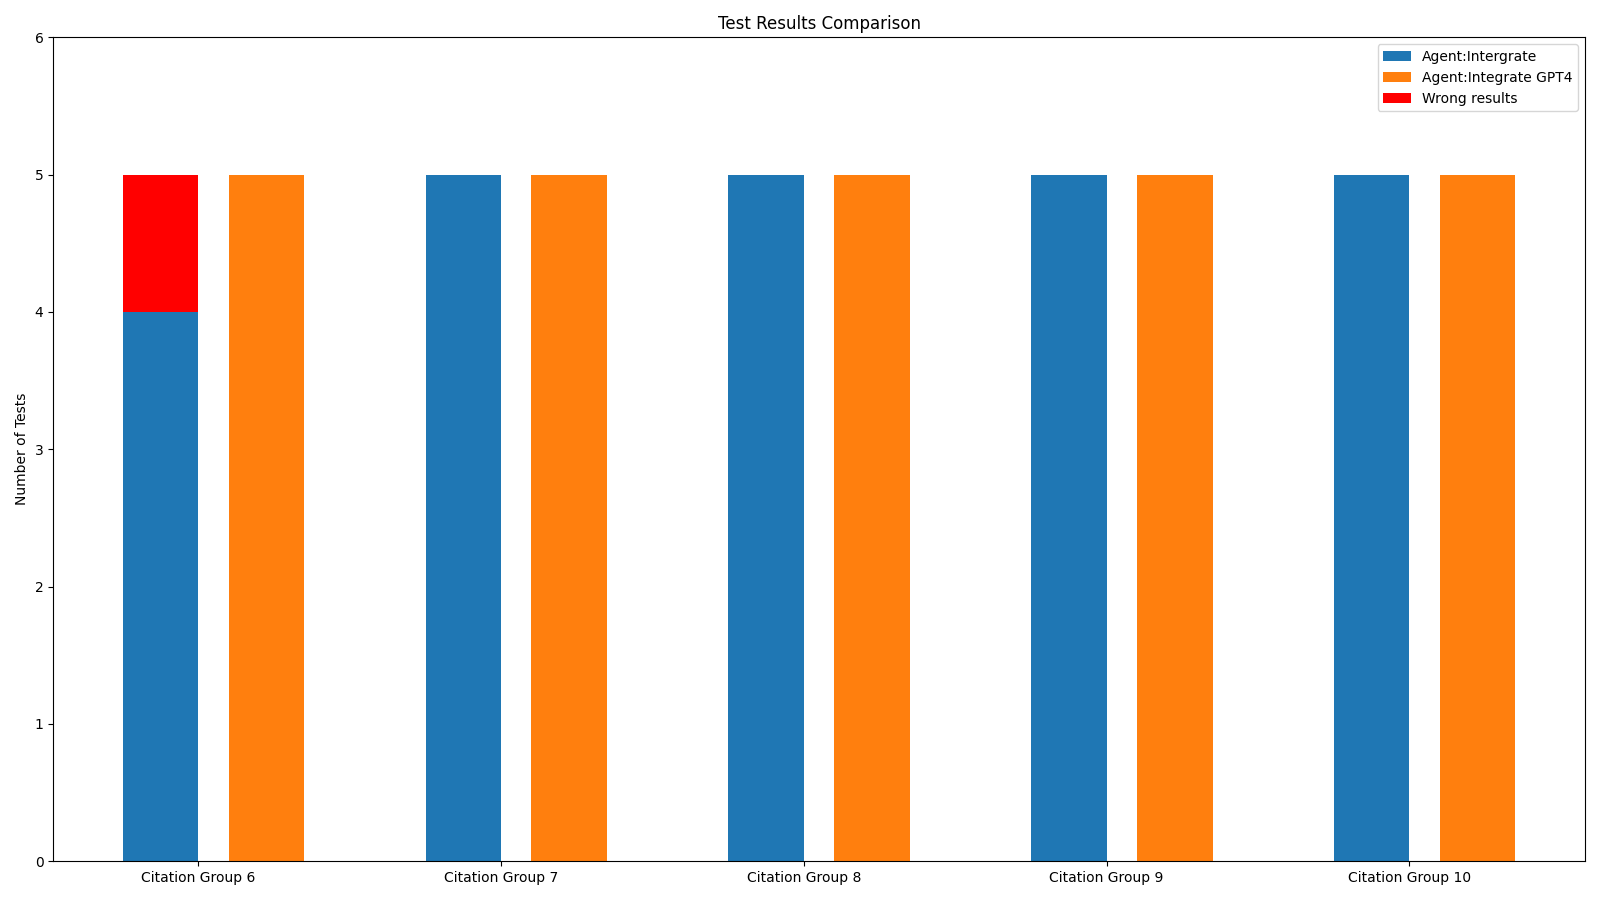 Test Results Comparison
Agent:Intergrate
Agent:Integrate GPT4
Wrong results
Number of Tests
6
5
4
3
2
1
0
Citation Group 6
Citation Group 7
Citation Group 8
Citation Group 9
Citation Group 10